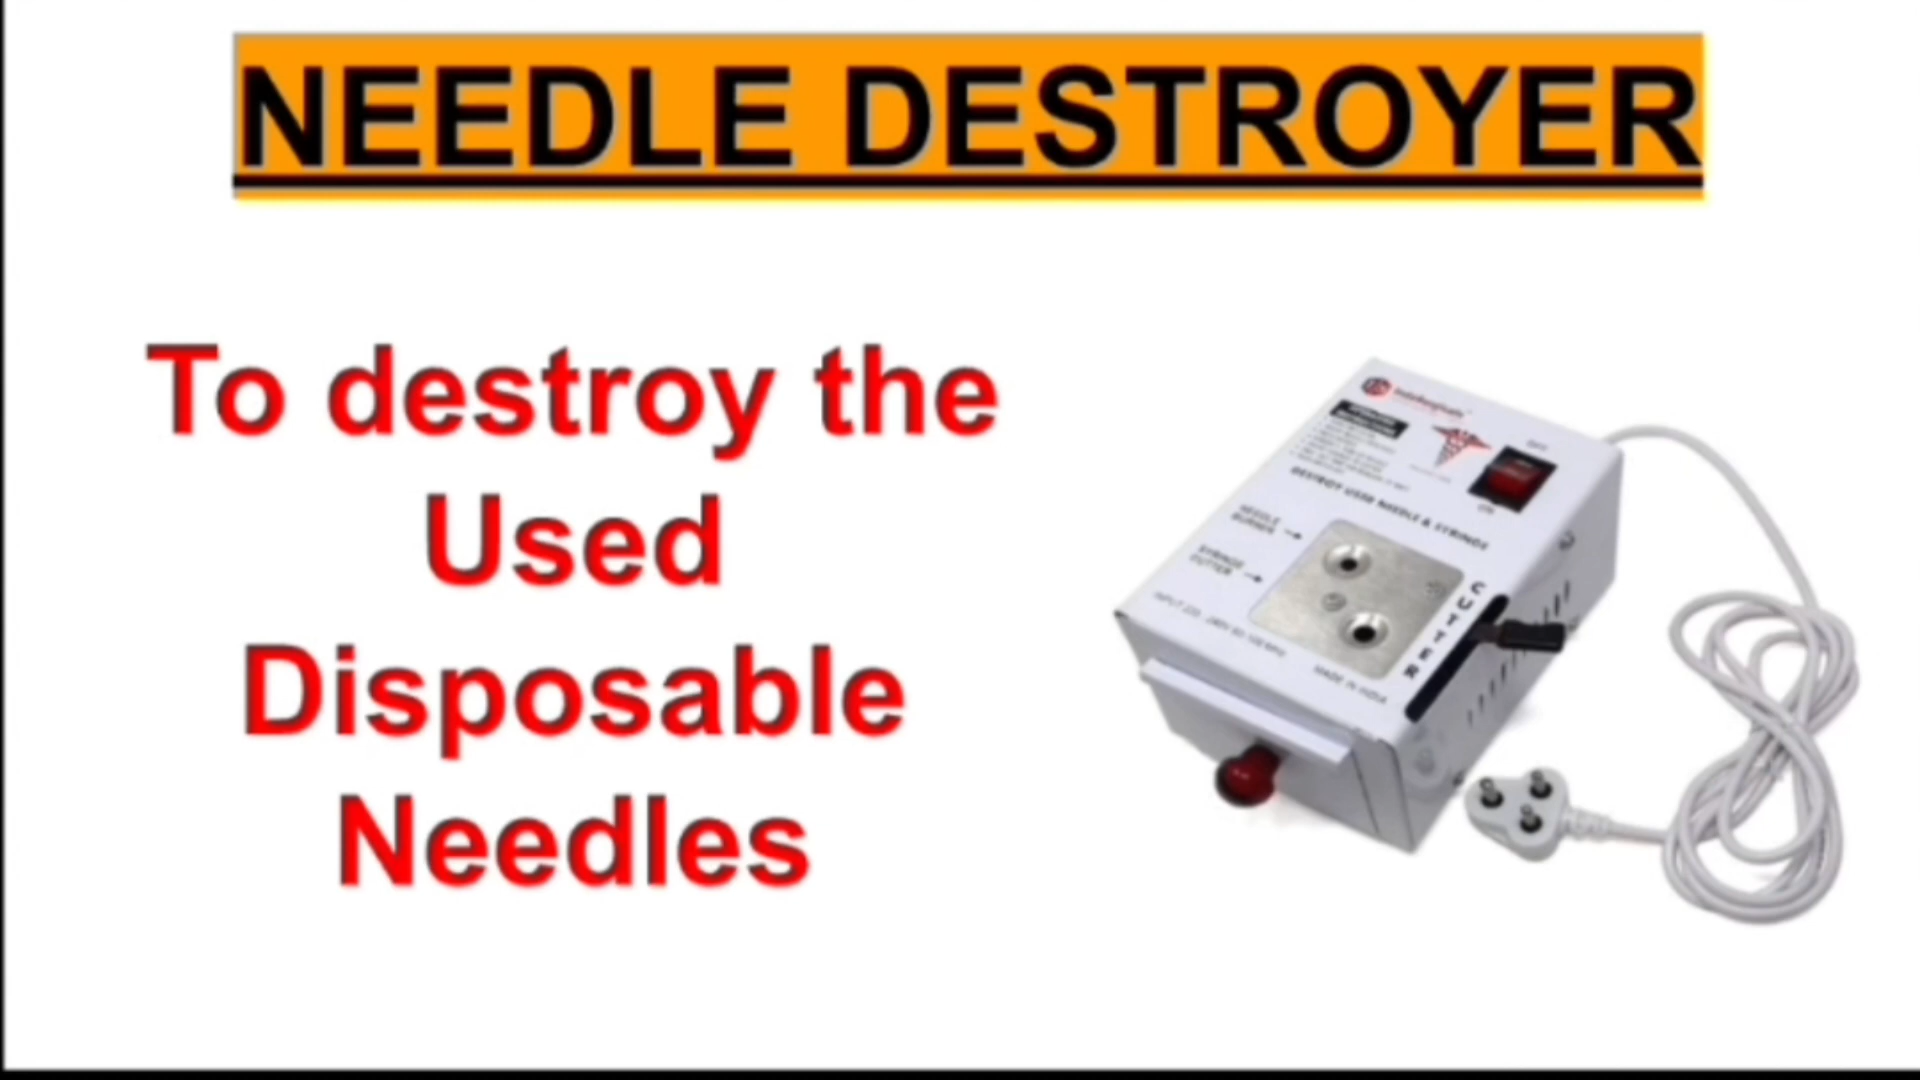 NEEDLE DESTROYER
To destroy the
Used
Disposable
Needles
DESTROY USED NEEDLE & SYRINGE
NEEDLE
BURNER
SYRINGE
CUTTER
CUTTER
MADE IN INDIA